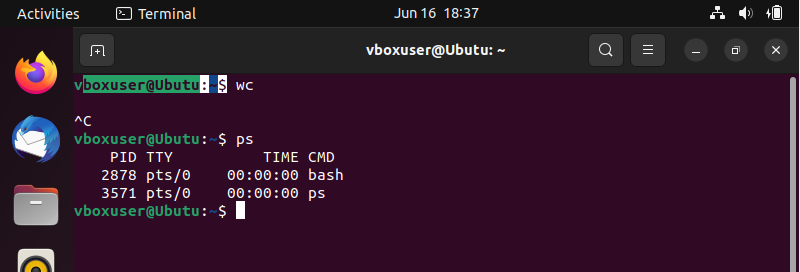 Activities Terminal Jun 16 18:37
vboxuser@Ubutu: ~
vboxuser@Ubutu:~$ wc
^C
vboxuser@Ubutu:~$ ps
PID TTY TIME CMD
2878 pts/0 00:00:00 bash
3571 pts/0 00:00:00 ps
vboxuser@Ubutu:~$